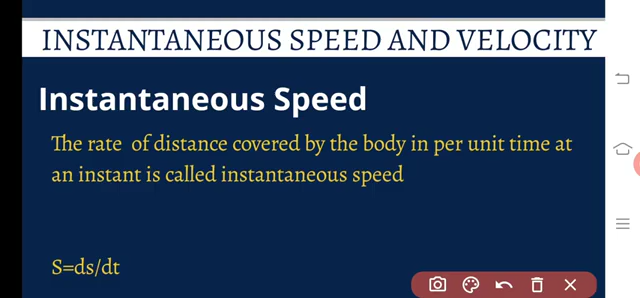 INSTANTANEOUS SPEED AND VELOCITY
Instantaneous Speed
The rate of distance covered by the body in per unit time at
an instant is called instantaneous speed
S=ds/dt